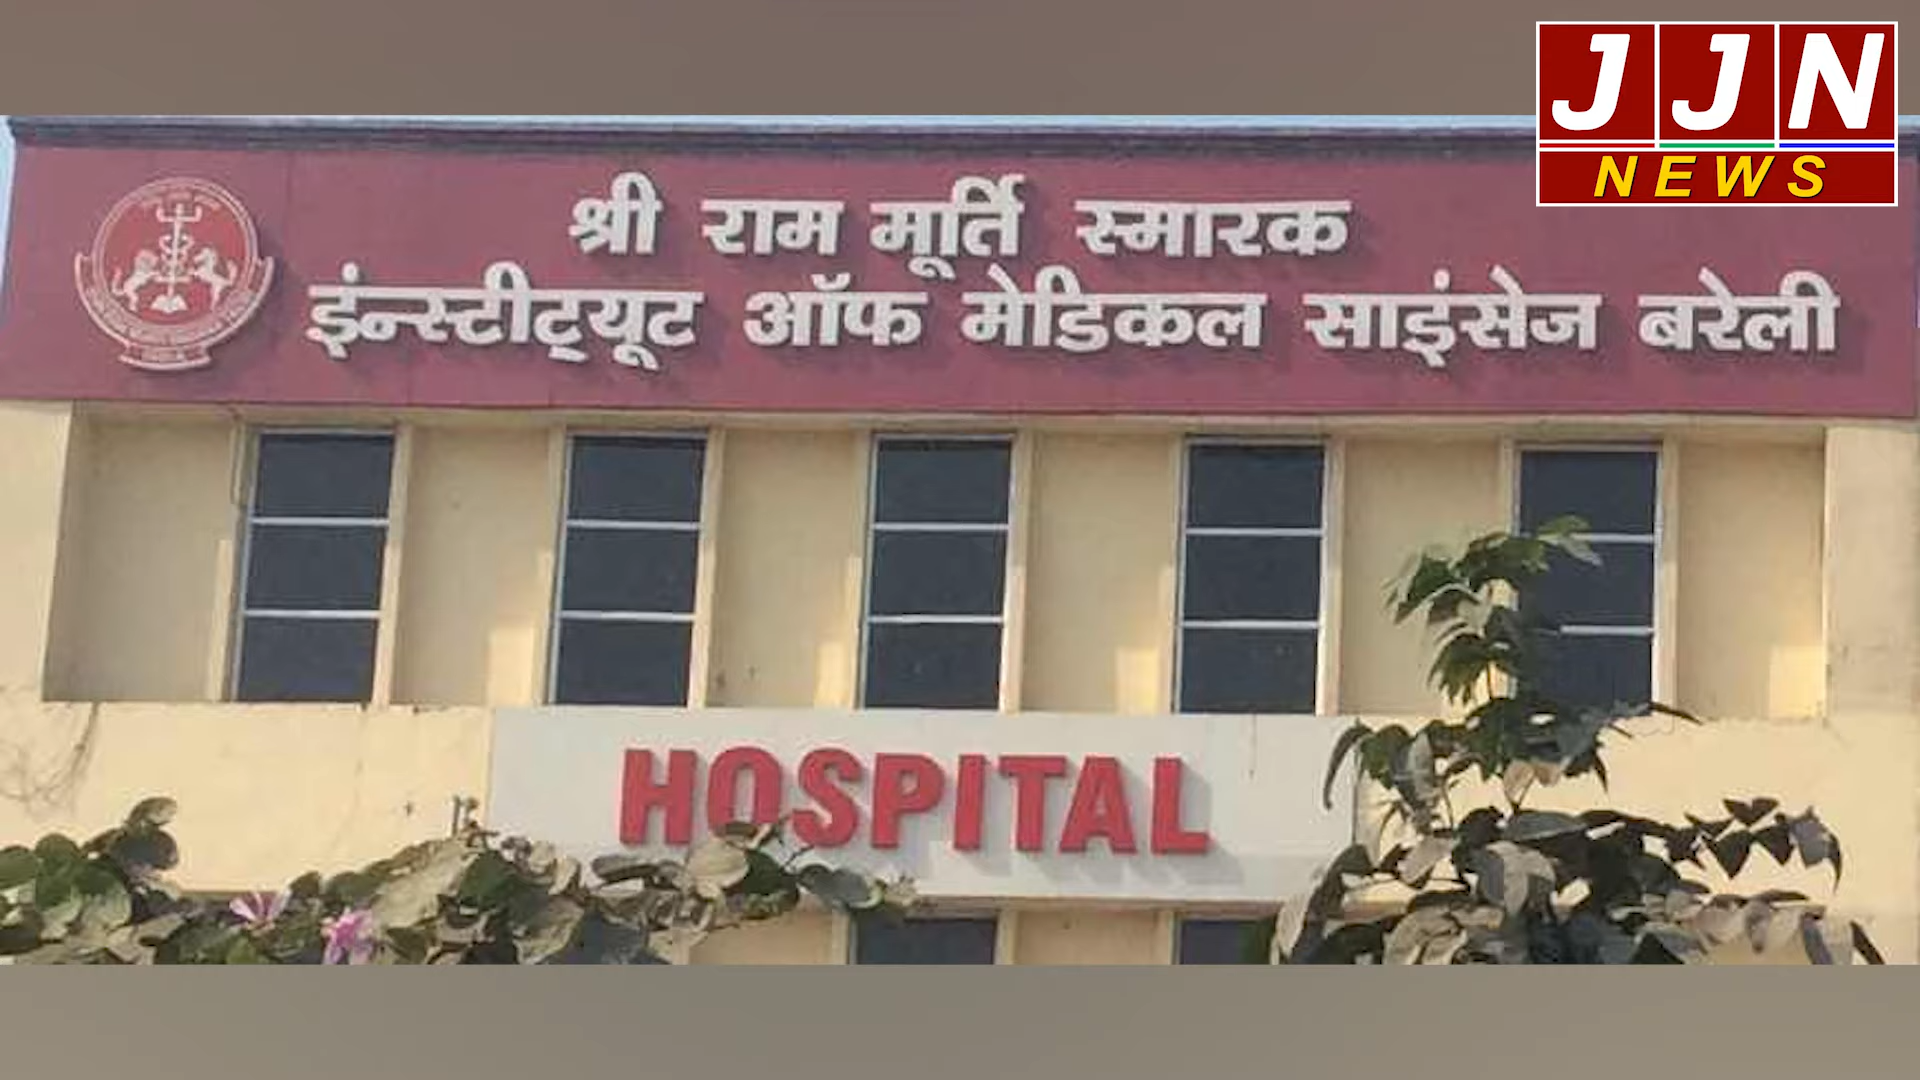 JJN
NEWS
श्री राम मूर्ति स्मारक
इंन्स्टीट्यूट ऑफ मेडिकल साइंसेज बरेली
HOSPITAL